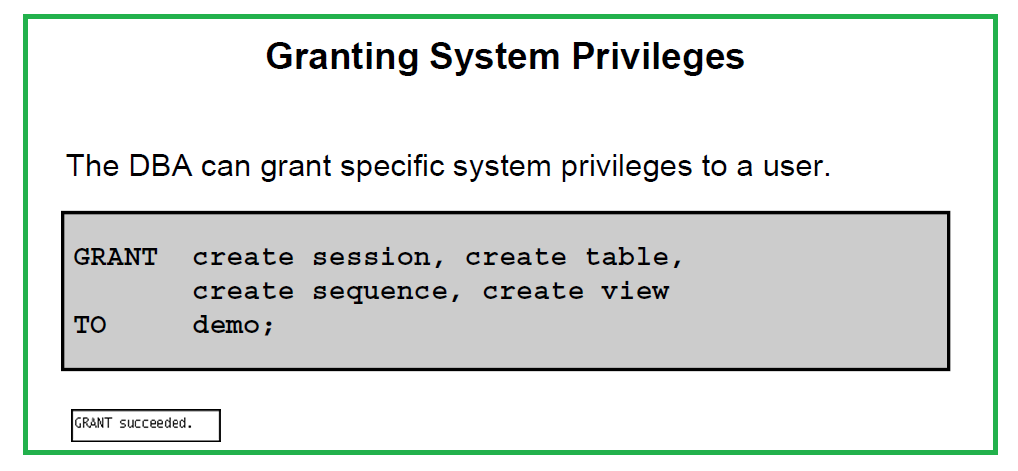 Granting System Privileges
The DBA can grant specific system privileges to a user.
GRANT create session, create table,
create sequence, create view
TO demo;
GRANT succeeded.